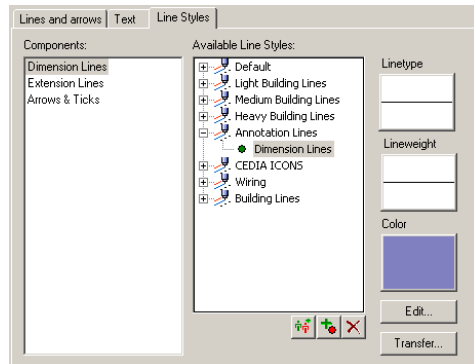 Lines and arrows Text Line Styles
Components:
Dimension Lines
Extension Lines
Arrows & Ticks
Available Line Styles:
Default
Light Building Lines
Medium Building Lines
Heavy Building Lines
Annotation Lines
Dimension Lines
CEDIA ICONS
Wiring
Building Lines
Linetype
Lineweight
Color
Edit...
Transfer...